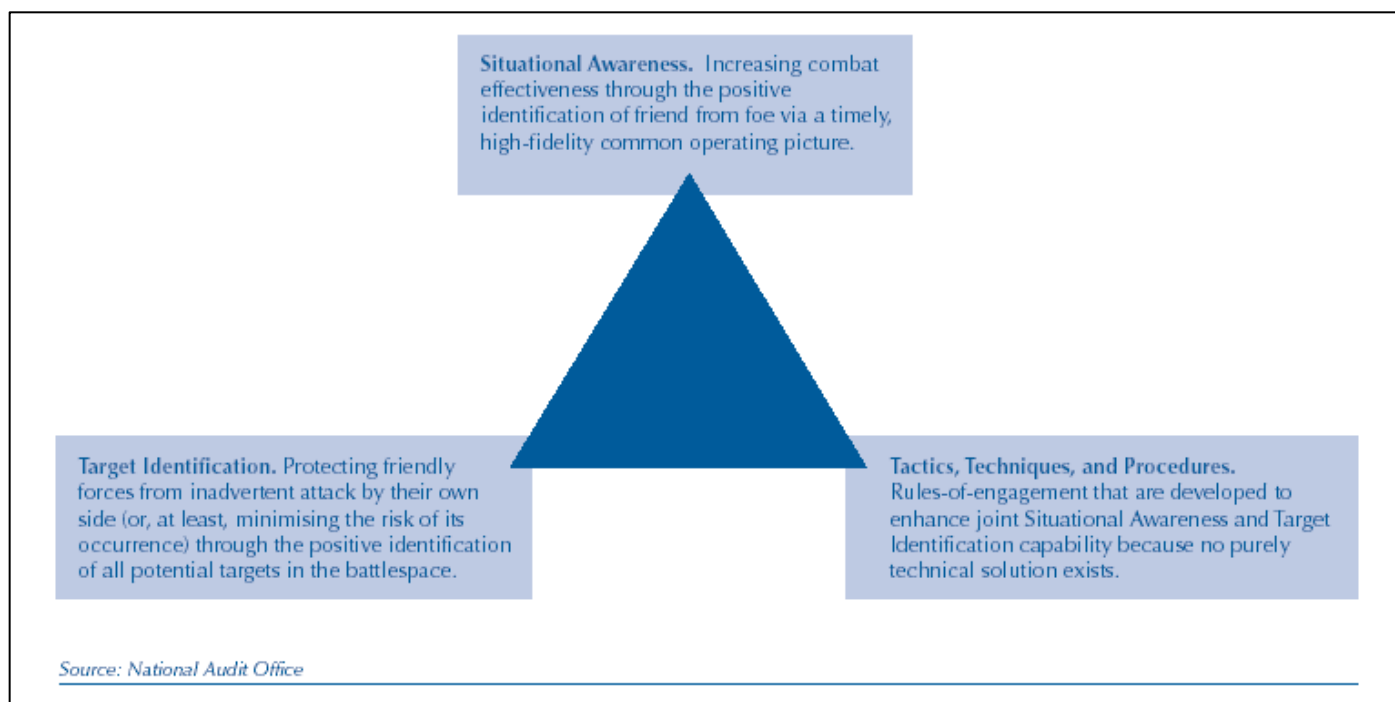 Situational Awareness. Increasing combat
effectiveness through the positive
identification of friend from foe via a timely,
high-fidelity common operating picture.
Target Identification. Protecting friendly
forces from inadvertent attack by their own
side (or, at least, minimising the risk of its
occurrence) through the positive identification
of all potential targets in the battlespace.
Tactics, Techniques, and Procedures.
Rules-of-engagement that are developed to
enhance joint Situational Awareness and Target
Identification capability because no purely
technical solution exists.
Source: National Audit Office